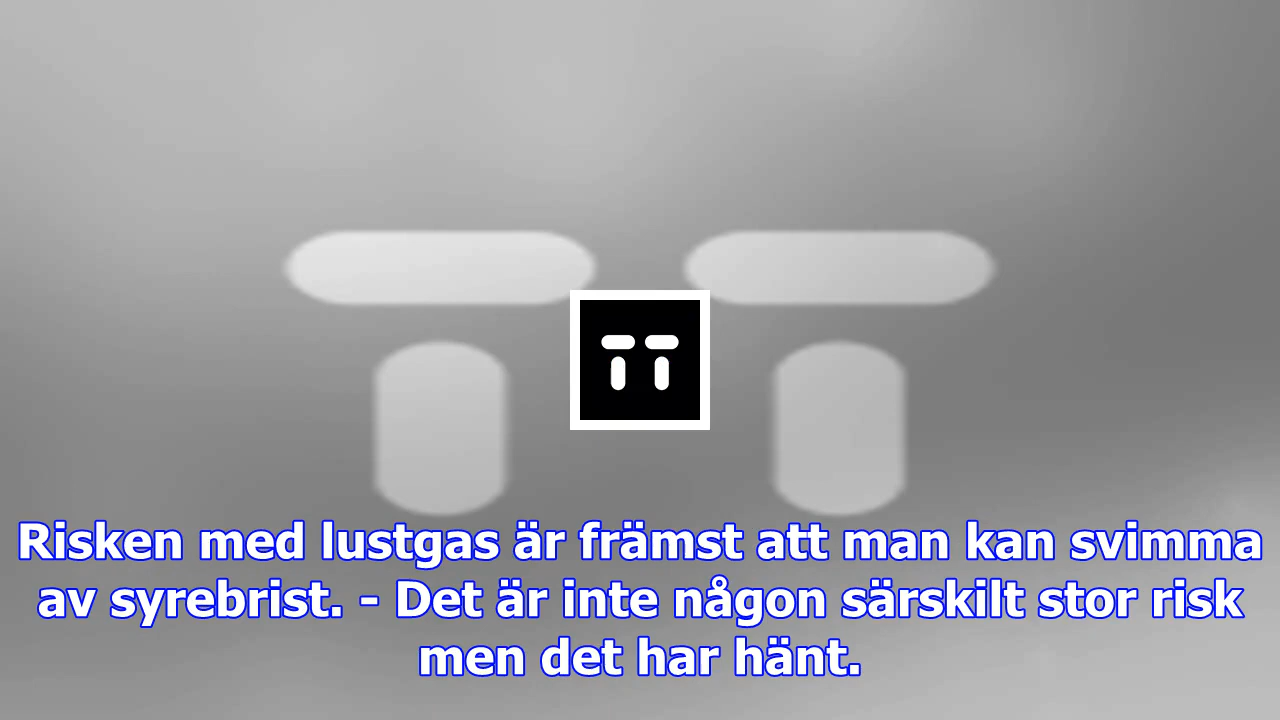 Risken med lustgas är främst att man kan svimma
av syrebrist. - Det är inte någon särskilt stor risk
men det har hänt.